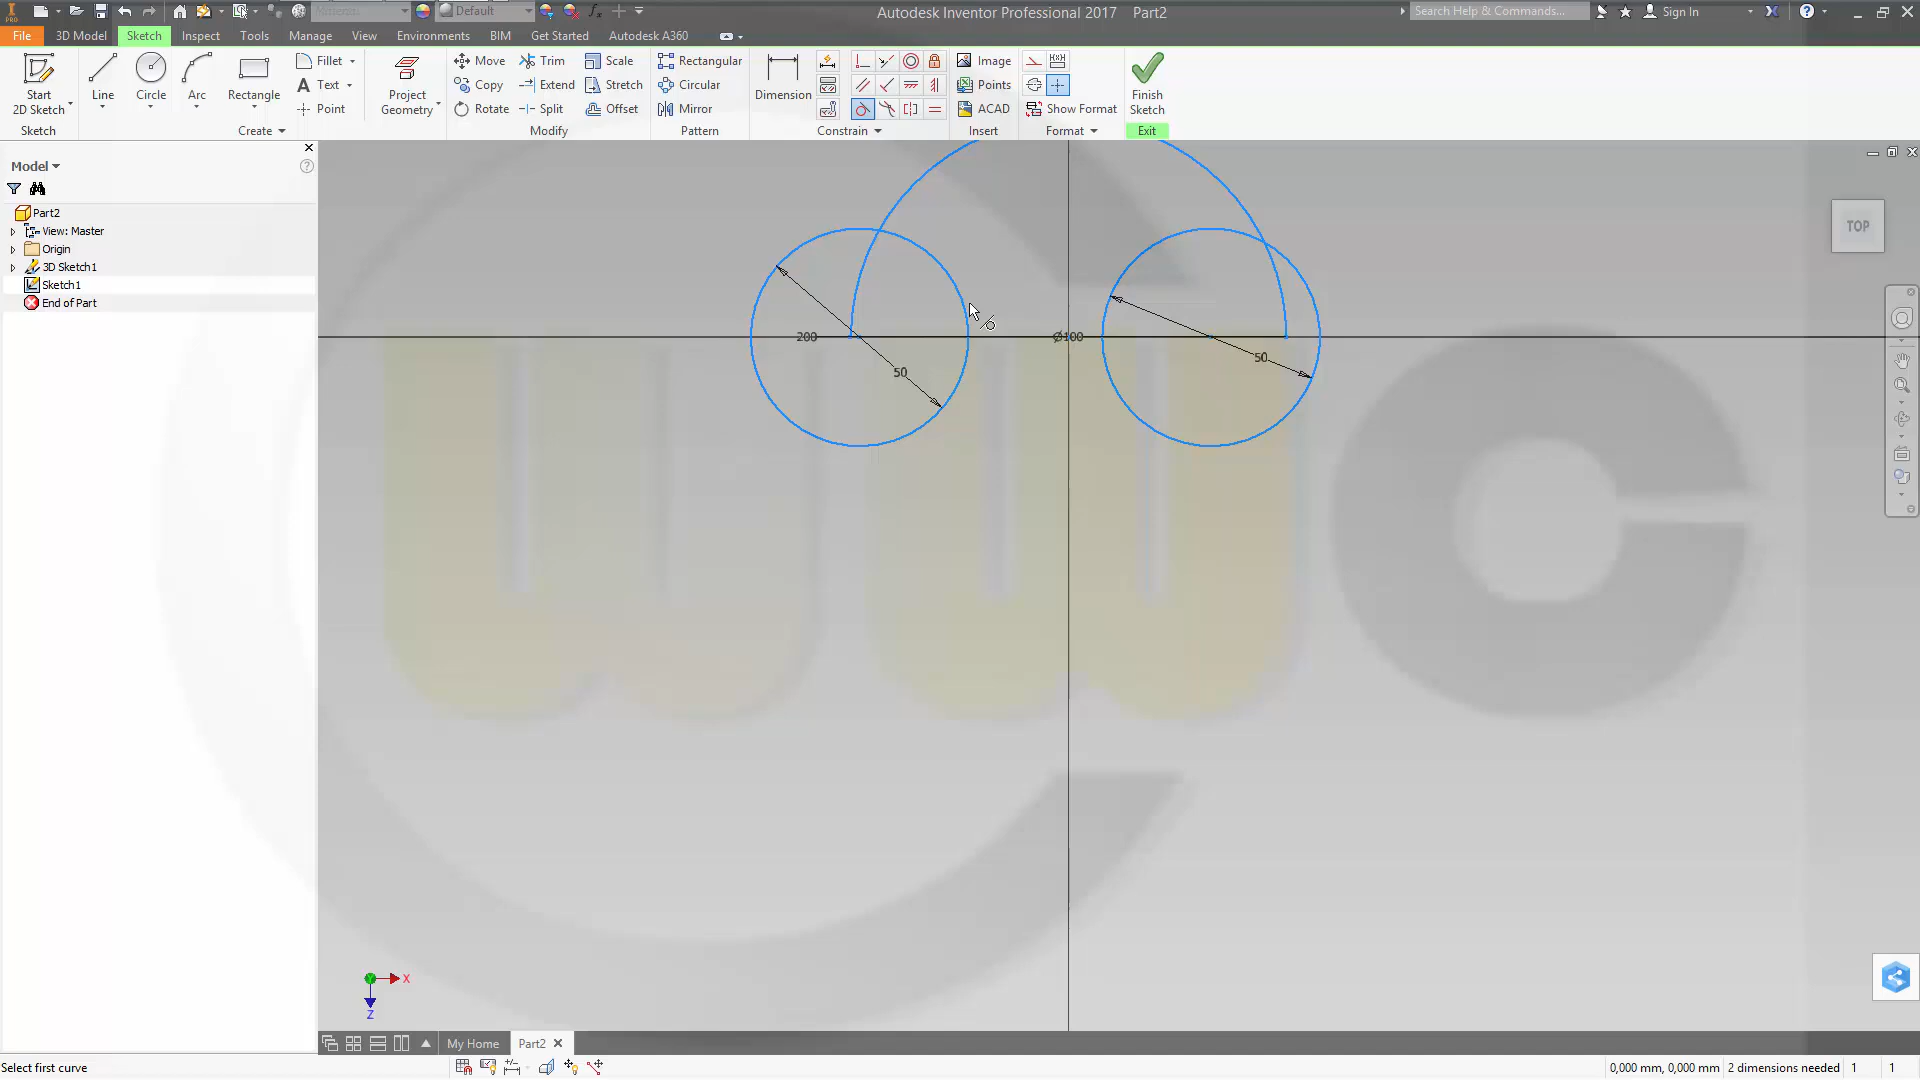 Autodesk Inventor Professional 2017 Part2
Material
Default
Search Help & Commands...
Sign In
File 3D Model Sketch Inspect Tools Manage View Environments BIM Get Started Autodesk A360
Start
2D Sketch
Line
Circle
Arc
Rectangle
Fillet
Text
Point
Project
Geometry
Move
Copy
Rotate
Trim
Extend
Split
Scale
Stretch
Offset
Rectangular
Circular
Mirror
Dimension
Image
Points
ACAD
Show Format
Finish
Sketch
Sketch Create Modify Pattern Constrain Insert Format Exit
Model
Part2
View: Master
Origin
3D Sketch1
Sketch1
End of Part
TOP
200
Ø100
50
50
wwc
X
Y
Z
My Home Part2
Select first curve
0,000 mm, 0,000 mm 2 dimensions needed 1 1